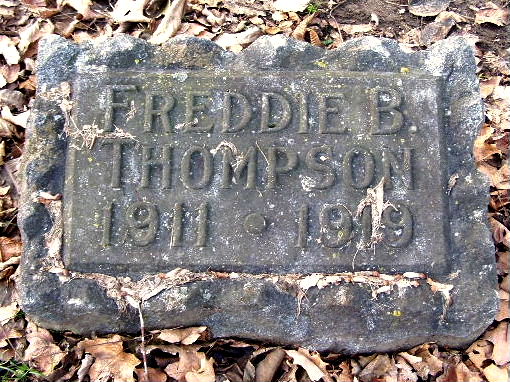 FREDDIE B.
THOMPSON
1911 • 1919